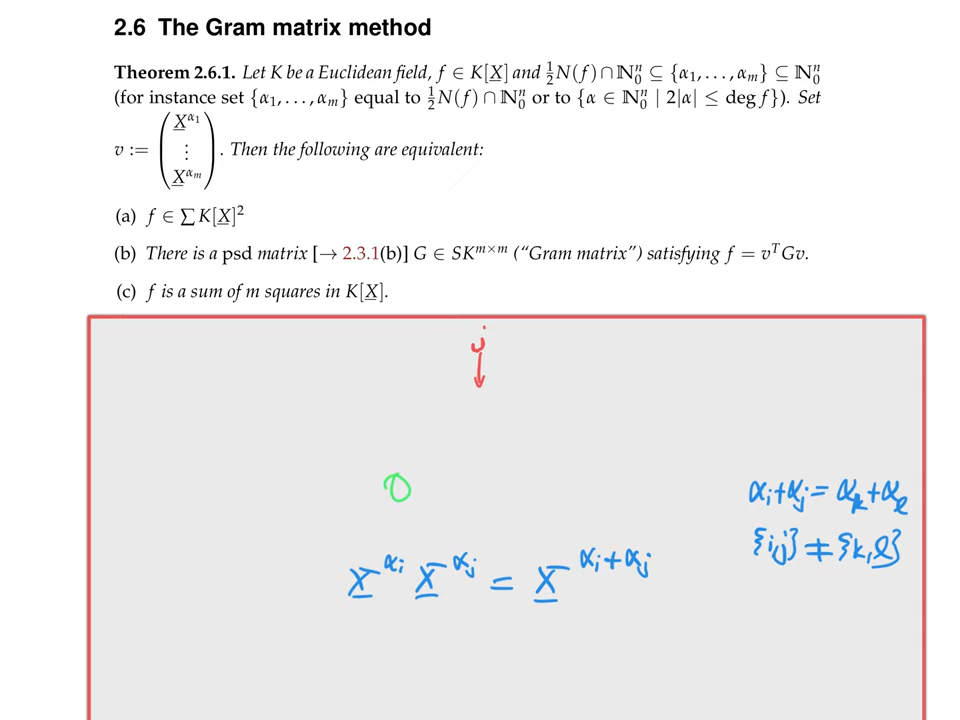 2.6 The Gram matrix method
Theorem 2.6.1. Let K be a Euclidean field, f ∈ K[X̲] and ½N(f) ∩ ℕ₀ⁿ ⊆ {α₁, . . . , αₘ} ⊆ ℕ₀ⁿ
(for instance set {α₁, . . . , αₘ} equal to ½N(f) ∩ ℕ₀ⁿ or to {α ∈ ℕ₀ⁿ | 2|α| ≤ deg f}). Set
v := (X̲^{α₁} ⋮ X̲^{αₘ}). Then the following are equivalent:
(a) f ∈ ∑ K[X̲]²
(b) There is a psd matrix [→ 2.3.1(b)] G ∈ SK^{m×m} (“Gram matrix”) satisfying f = vᵀGv.
(c) f is a sum of m squares in K[X̲].
j
↓
0
αᵢ+αⱼ = αₖ+α_ℓ
{i,j} ≠ {k,ℓ}
X̲^{αᵢ} X̲^{αⱼ} = X̲^{αᵢ+αⱼ}